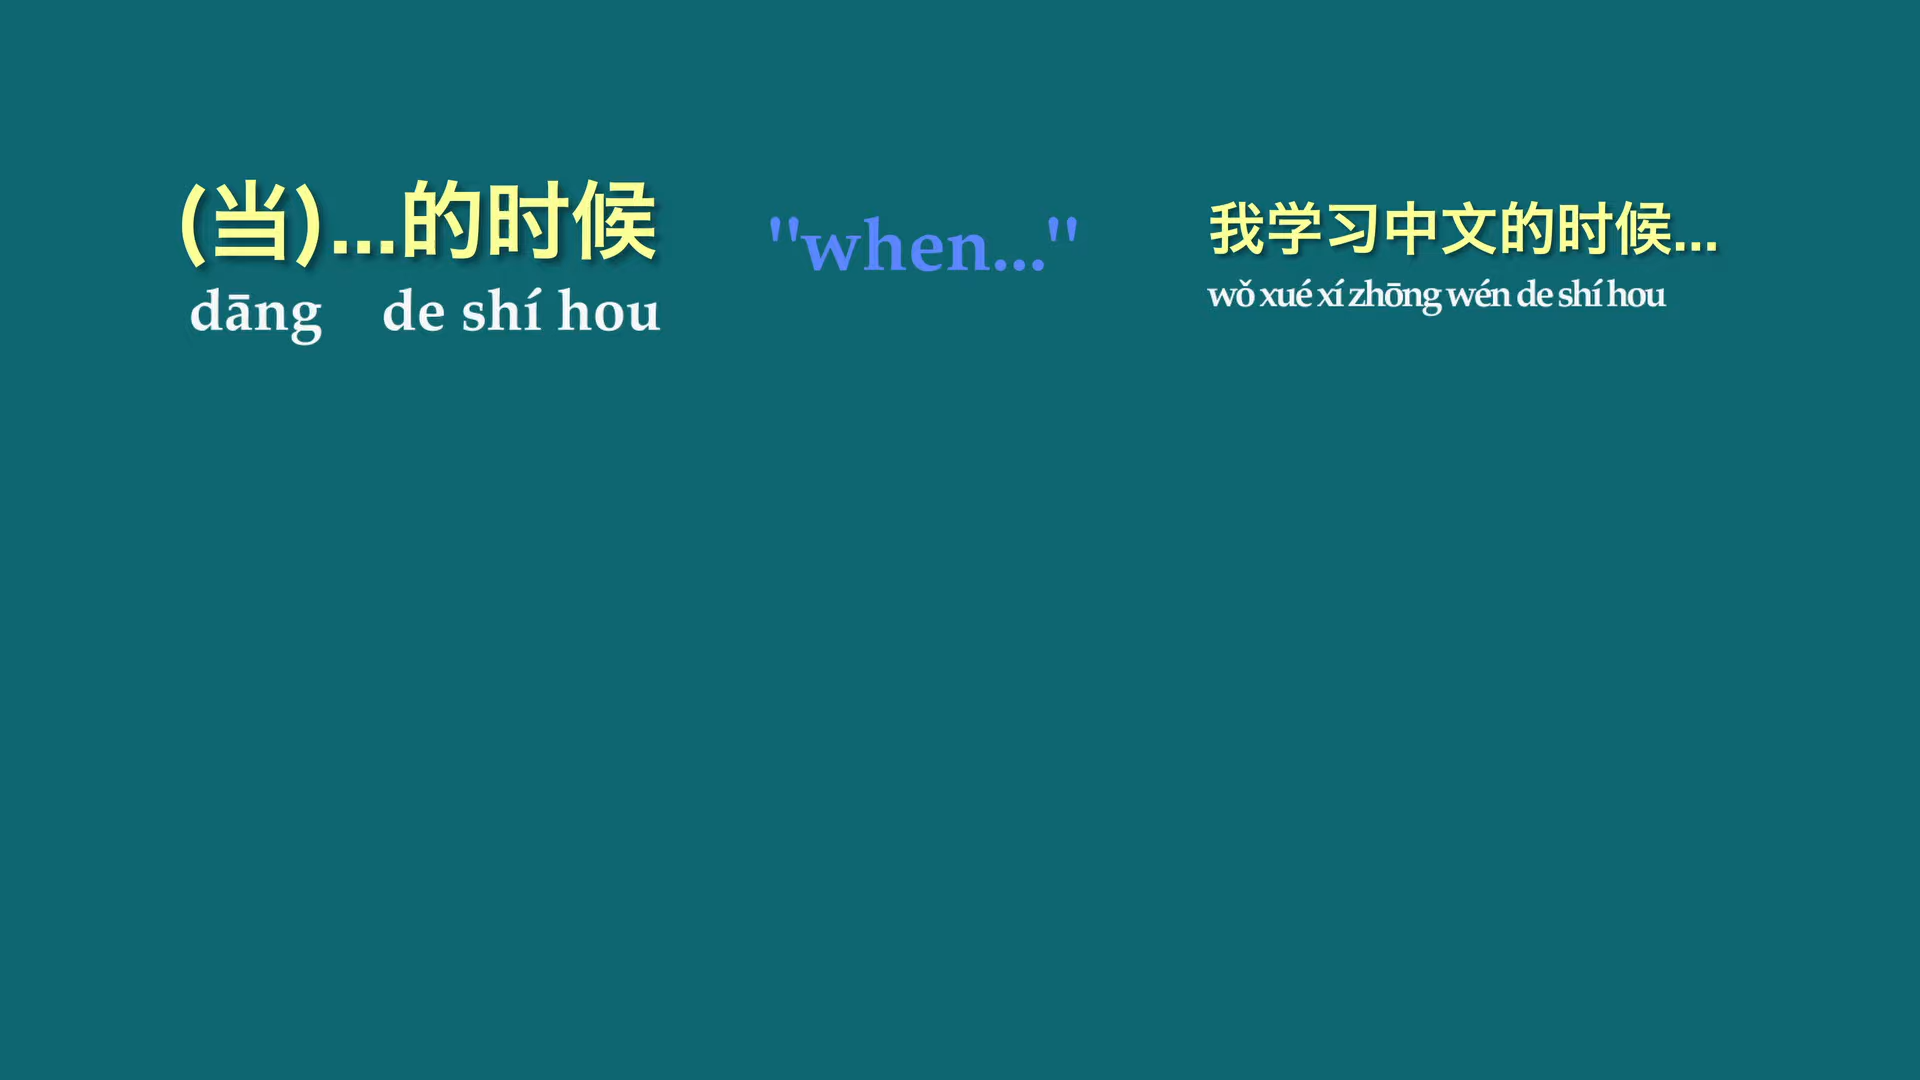 (当)...的时候
dāng de shí hou
"when..."
我学习中文的时候...
wǒ xué xí zhōng wén de shí hou